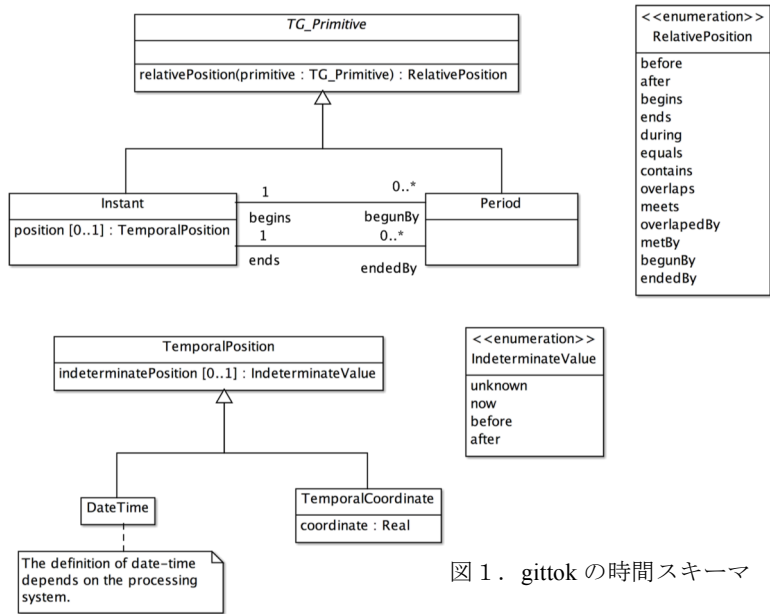 TG_Primitive
relativePosition(primitive : TG_Primitive) : RelativePosition
<<enumeration>>
RelativePosition
before
after
begins
ends
during
equals
contains
overlaps
meets
overlapedBy
metBy
begunBy
endedBy
Instant
position [0..1] : TemporalPosition
1
0..*
begins
begunBy
1
0..*
ends
endedBy
Period
TemporalPosition
indeterminatePosition [0..1] : IndeterminateValue
<<enumeration>>
IndeterminateValue
unknown
now
before
after
DateTime
TemporalCoordinate
coordinate : Real
The definition of date-time
depends on the processing
system.
図１．gittok の時間スキーマ